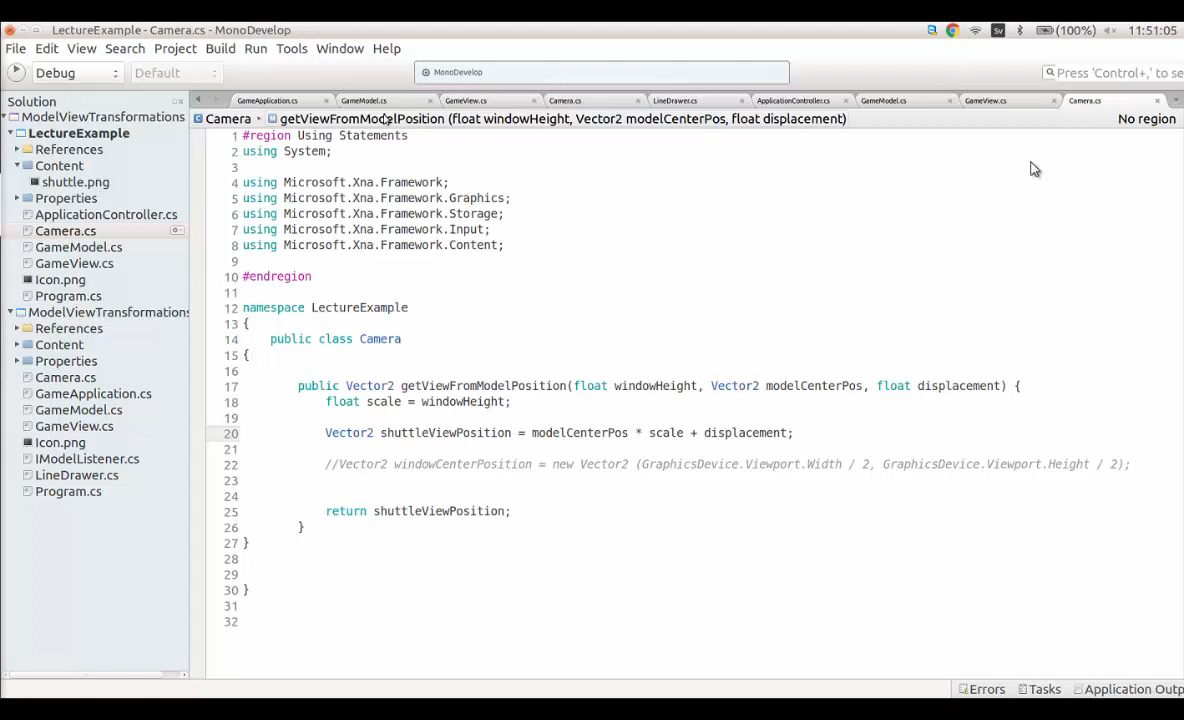 LectureExample - Camera.cs - MonoDevelop
Sv
(100%)
11:51:05
File Edit View Search Project Build Run Tools Window Help
Debug
Default
MonoDevelop
Press 'Control+,' to se
Solution
ModelViewTransformations
LectureExample
References
Content
shuttle.png
Properties
ApplicationController.cs
Camera.cs
GameModel.cs
GameView.cs
Icon.png
Program.cs
ModelViewTransformations
References
Content
Properties
Camera.cs
GameApplication.cs
GameModel.cs
GameView.cs
Icon.png
IModelListener.cs
LineDrawer.cs
Program.cs
GameApplication.cs GameModel.cs GameView.cs Camera.cs LineDrawer.cs ApplicationController.cs GameModel.cs GameView.cs Camera.cs
Camera getViewFromModelPosition (float windowHeight, Vector2 modelCenterPos, float displacement) No region
1 #region Using Statements
2 using System;
3
4 using Microsoft.Xna.Framework;
5 using Microsoft.Xna.Framework.Graphics;
6 using Microsoft.Xna.Framework.Storage;
7 using Microsoft.Xna.Framework.Input;
8 using Microsoft.Xna.Framework.Content;
9
10 #endregion
11
12 namespace LectureExample
13 {
14 public class Camera
15 {
16
17 public Vector2 getViewFromModelPosition(float windowHeight, Vector2 modelCenterPos, float displacement) {
18 float scale = windowHeight;
19
20 Vector2 shuttleViewPosition = modelCenterPos * scale + displacement;
21
22 //Vector2 windowCenterPosition = new Vector2 (GraphicsDevice.Viewport.Width / 2, GraphicsDevice.Viewport.Height / 2);
23
24
25 return shuttleViewPosition;
26 }
27 }
28
29
30 }
31
32
Errors Tasks Application Outp